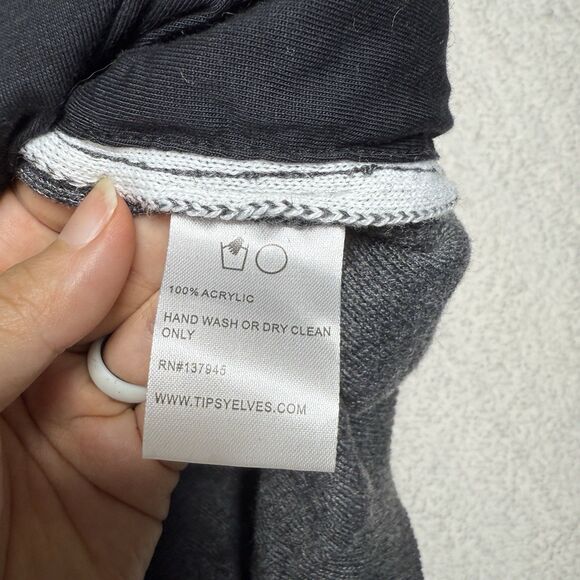 100% ACRYLIC
HAND WASH OR DRY CLEAN
ONLY
RN#137945
WWW.TIPSYELVES.COM